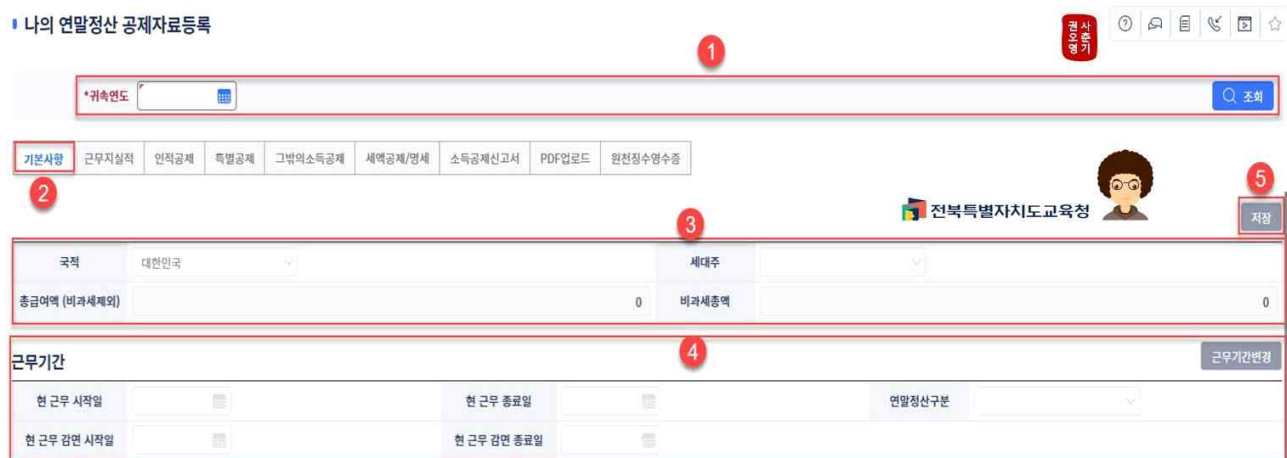 나의 연말정산 공제자료등록
권오영 사춘기
1
*귀속연도
조회
기본사항 근무지실적 인적공제 특별공제 그밖의소득공제 세액공제/명세 소득공제신고서 PDF업로드 원천징수영수증
2
5
전북특별자치도교육청
저장
3
국적 대한민국 세대주
총급여액 (비과세제외) 0 비과세총액 0
4
근무기간 근무기간변경
현 근무 시작일 현 근무 종료일 연말정산구분
현 근무 감면 시작일 현 근무 감면 종료일